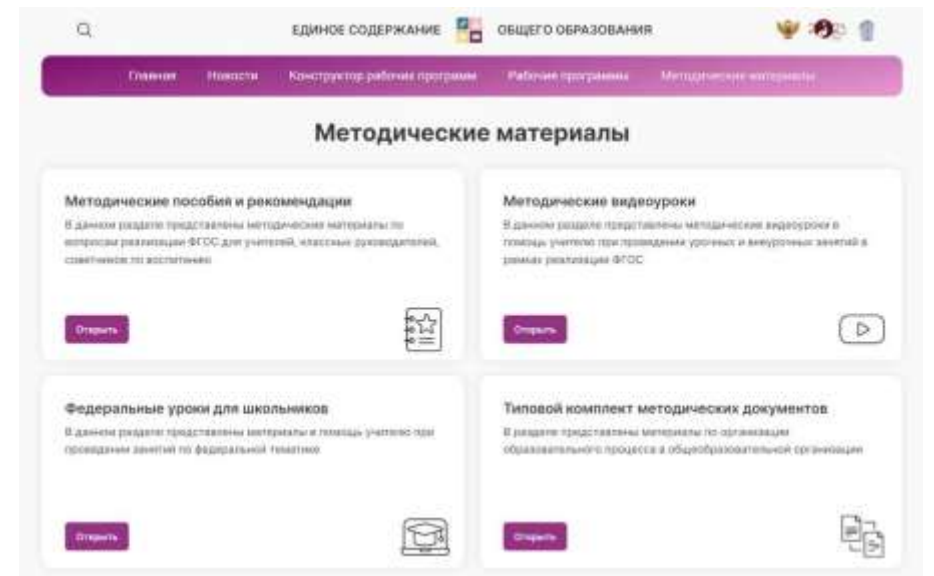 ЕДИНОЕ СОДЕРЖАНИЕ ОБЩЕГО ОБРАЗОВАНИЯ
Главная Новости Конструктор рабочих программ Рабочие программы Методические материалы
Методические материалы
Методические пособия и рекомендации
В данном разделе представлены методические материалы по
вопросам реализации ФГОС для учителей, классных руководителей,
советников по воспитанию
Открыть
Методические видеоуроки
В данном разделе представлены методические видеоуроки в
помощь учителю при проведении урочных и внеурочных занятий в
рамках реализации ФГОС
Открыть
Федеральные уроки для школьников
В данном разделе представлены материалы в помощь учителю при
проведении занятий по федеральной тематике
Открыть
Типовой комплект методических документов
В разделе представлены материалы по организации
образовательного процесса в общеобразовательной организации
Открыть